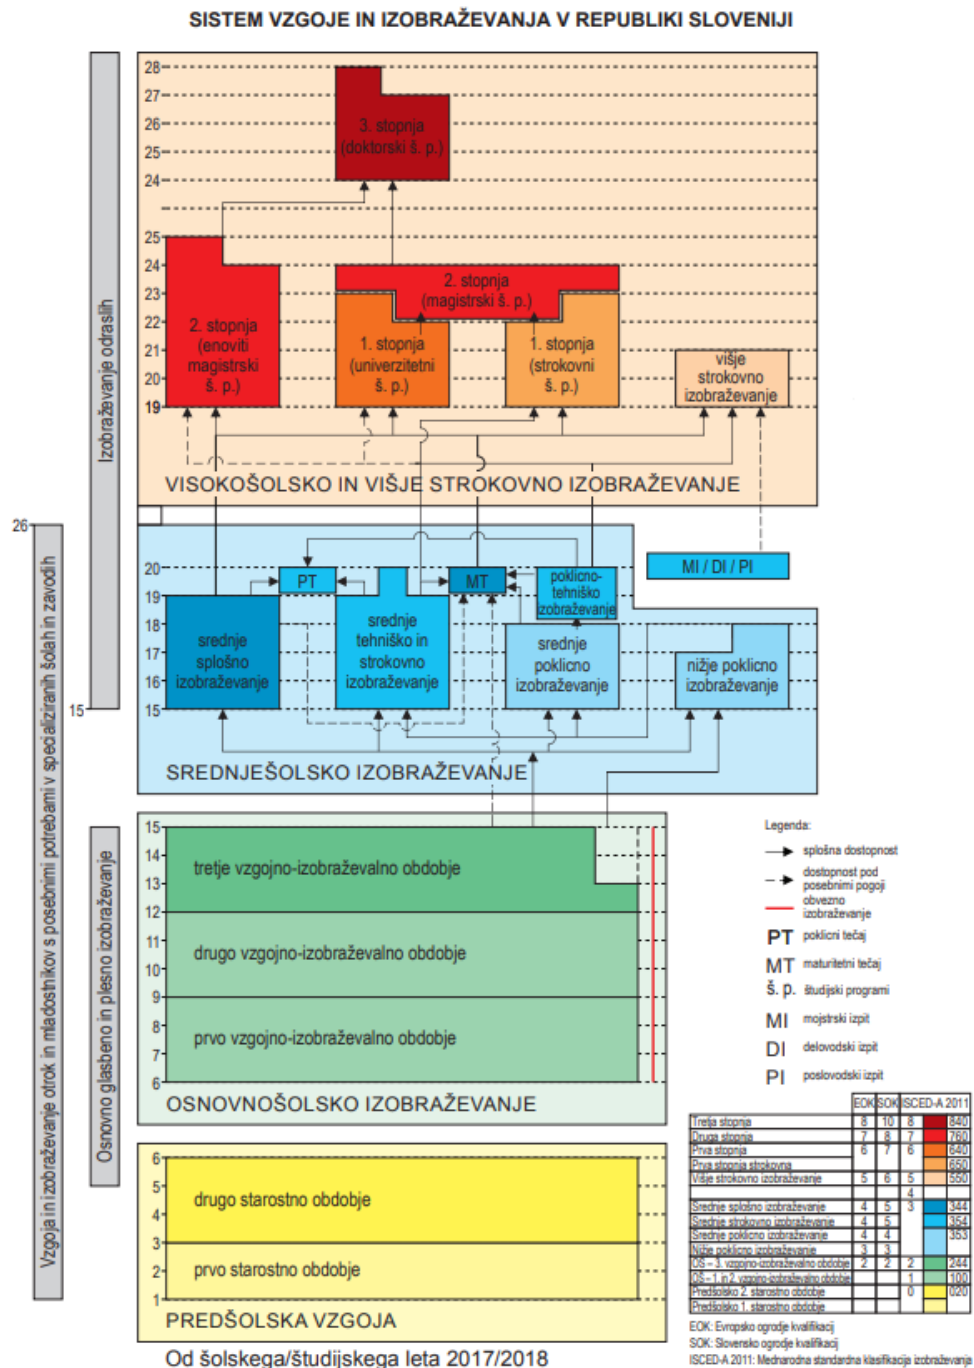 SISTEM VZGOJE IN IZOBRAŽEVANJA V REPUBLIKI SLOVENIJI
28
27
26
25
24
25
24
23
22
21
20
19
3. stopnja
(doktorski š. p.)
2. stopnja
(enoviti
magistrski
š. p.)
2. stopnja
(magistrski š. p.)
1. stopnja
(univerzitetni
š. p.)
1. stopnja
(strokovni
š. p.)
višje
strokovno
izobraževanje
VISOKOŠOLSKO IN VIŠJE STROKOVNO IZOBRAŽEVANJE
Izobraževanje odraslih
26
15
Vzgoja in izobraževanje otrok in mladostnikov s posebnimi potrebami v specializiranih šolah in zavodih
Osnovno glasbeno in plesno izobraževanje
20
19
18
17
16
15
PT
MT
poklicno-
tehniško
izobraževanje
MI / DI / PI
srednje
splošno
izobraževanje
srednje
tehniško in
strokovno
izobraževanje
srednje
poklicno
izobraževanje
nižje poklicno
izobraževanje
SREDNJEŠOLSKO IZOBRAŽEVANJE
15
14
13
12
11
10
9
8
7
6
tretje vzgojno-izobraževalno obdobje
drugo vzgojno-izobraževalno obdobje
prvo vzgojno-izobraževalno obdobje
OSNOVNOŠOLSKO IZOBRAŽEVANJE
6
5
4
3
2
1
drugo starostno obdobje
prvo starostno obdobje
PREDŠOLSKA VZGOJA
Od šolskega/študijskega leta 2017/2018
Legenda:
splošna dostopnost
dostopnost pod
posebnimi pogoji
obvezno
izobraževanje
PT poklicni tečaj
MT maturitetni tečaj
š. p. študijski programi
MI mojstrski izpit
DI delovodski izpit
PI poslovodski izpit
EOK SOK ISCED-A 2011
Tretja stopnja 8 10 8 840
Druga stopnja 7 8 7 760
Prva stopnja 6 7 6 640
Prva stopnja strokovna 650
Višje strokovno izobraževanje 5 6 5 550
4
Srednje splošno izobraževanje 4 5 3 344
Srednje strokovno izobraževanje 4 5 354
Srednje poklicno izobraževanje 4 4 353
Nižje poklicno izobraževanje 3 3
OŠ – 3. vzgojno-izobraževalno obdobje 2 2 2 244
OŠ – 1. in 2. vzgojno-izobraževalno obdobje 1 100
Predšolsko 2. starostno obdobje 0 020
Predšolsko 1. starostno obdobje
EOK: Evropsko ogrodje kvalifikacij
SOK: Slovensko ogrodje kvalifikacij
ISCED-A 2011: Mednarodna standardna klasifikacija izobraževanja